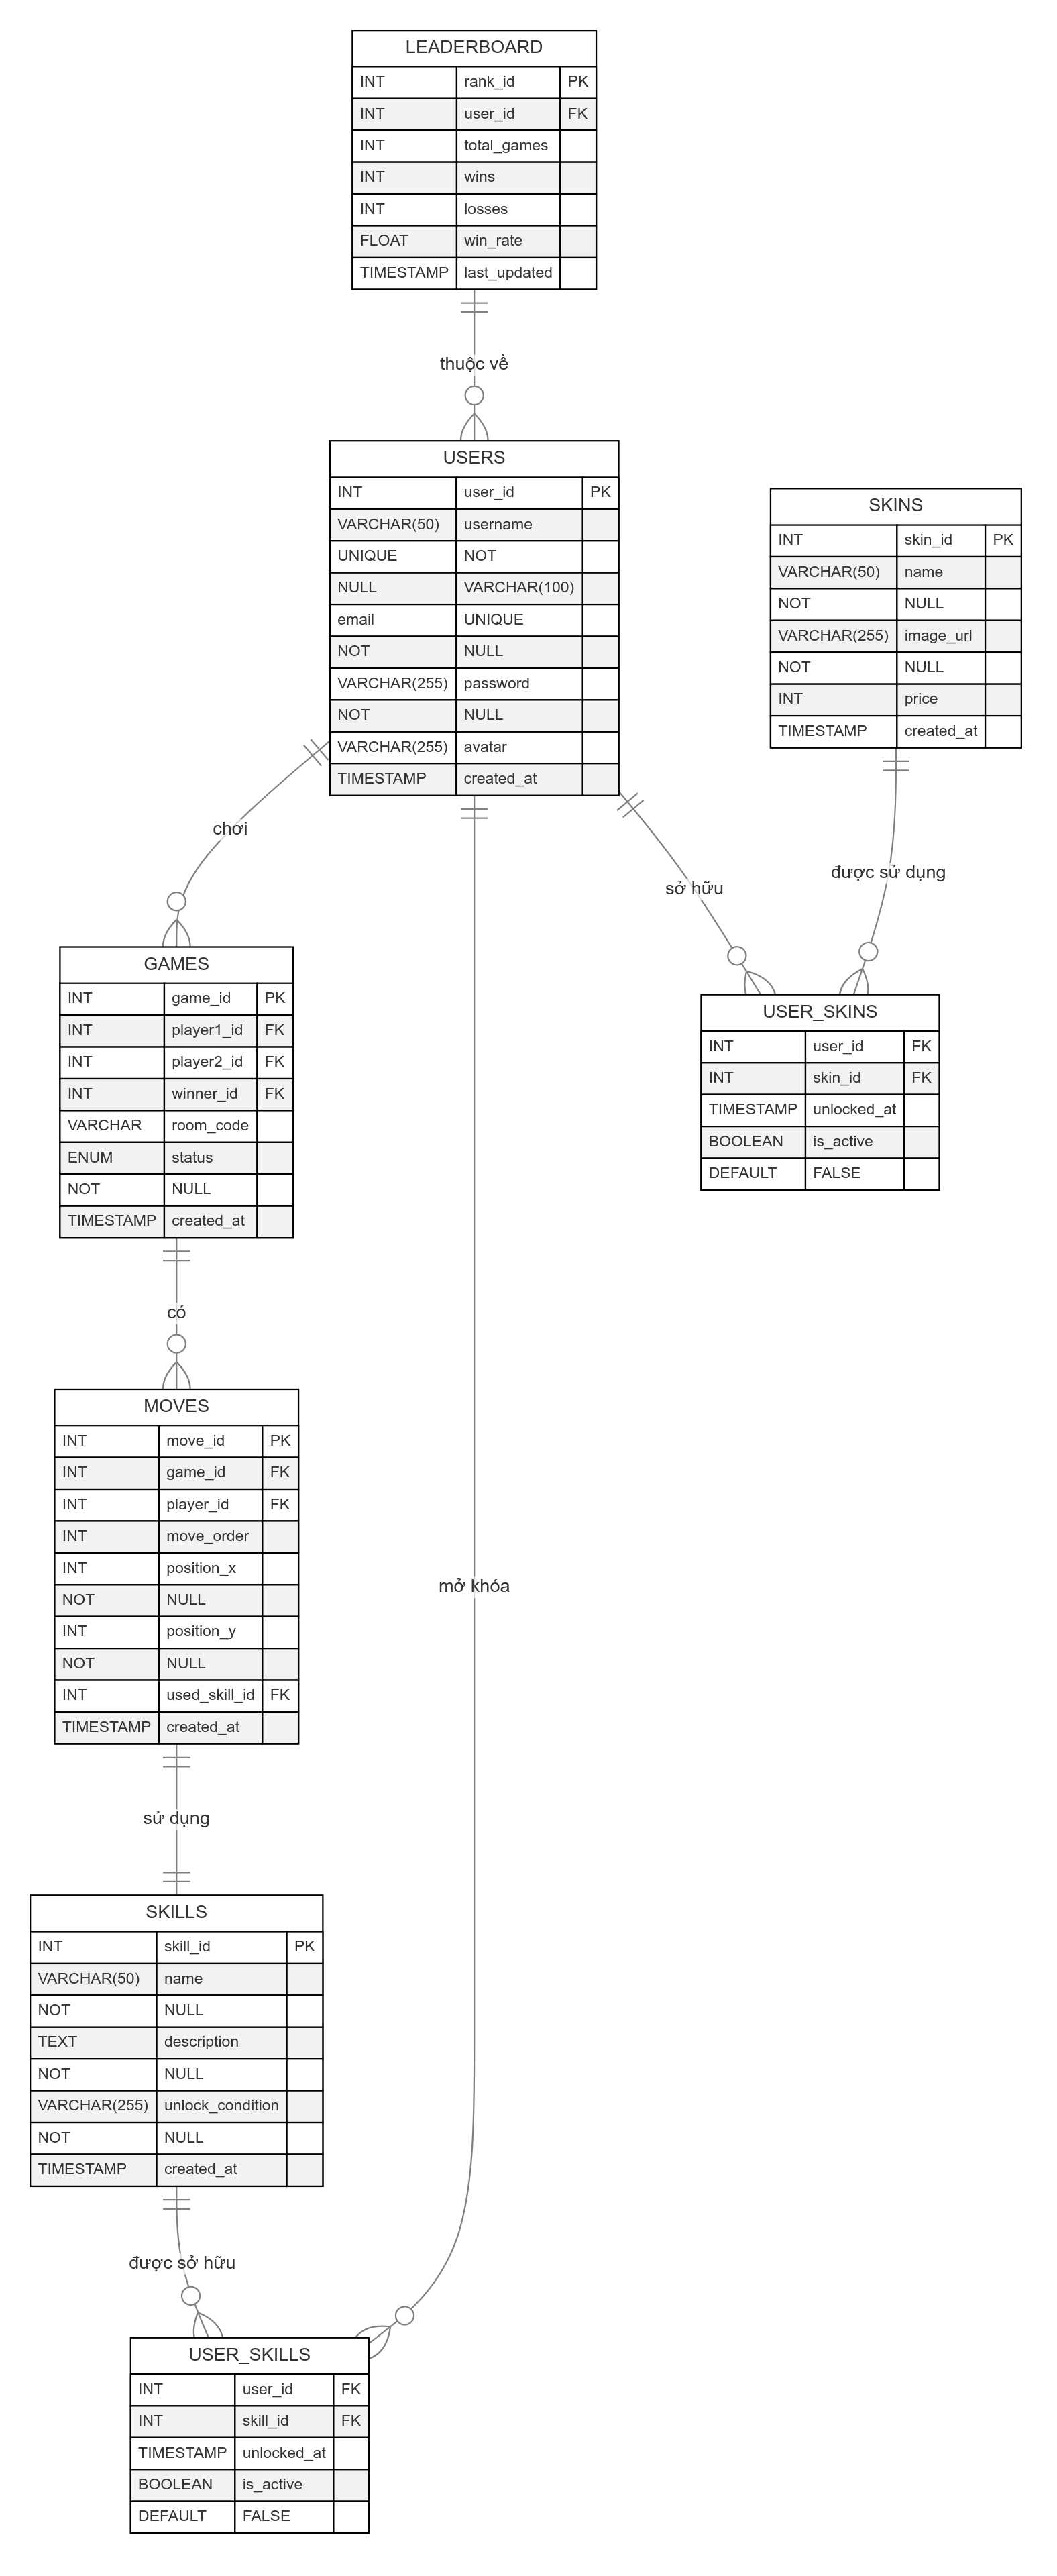 LEADERBOARD
INT rank_id PK
INT user_id FK
INT total_games
INT wins
INT losses
FLOAT win_rate
TIMESTAMP last_updated
thuộc về
USERS
INT user_id PK
VARCHAR(50) username
UNIQUE NOT
NULL VARCHAR(100)
email UNIQUE
NOT NULL
VARCHAR(255) password
NOT NULL
VARCHAR(255) avatar
TIMESTAMP created_at
SKINS
INT skin_id PK
VARCHAR(50) name
NOT NULL
VARCHAR(255) image_url
NOT NULL
INT price
TIMESTAMP created_at
chơi
sở hữu
được sử dụng
GAMES
INT game_id PK
INT player1_id FK
INT player2_id FK
INT winner_id FK
VARCHAR room_code
ENUM status
NOT NULL
TIMESTAMP created_at
USER_SKINS
INT user_id FK
INT skin_id FK
TIMESTAMP unlocked_at
BOOLEAN is_active
DEFAULT FALSE
có
MOVES
INT move_id PK
INT game_id FK
INT player_id FK
INT move_order
INT position_x
NOT NULL
INT position_y
NOT NULL
INT used_skill_id FK
TIMESTAMP created_at
mở khóa
sử dụng
SKILLS
INT skill_id PK
VARCHAR(50) name
NOT NULL
TEXT description
NOT NULL
VARCHAR(255) unlock_condition
NOT NULL
TIMESTAMP created_at
được sở hữu
USER_SKILLS
INT user_id FK
INT skill_id FK
TIMESTAMP unlocked_at
BOOLEAN is_active
DEFAULT FALSE